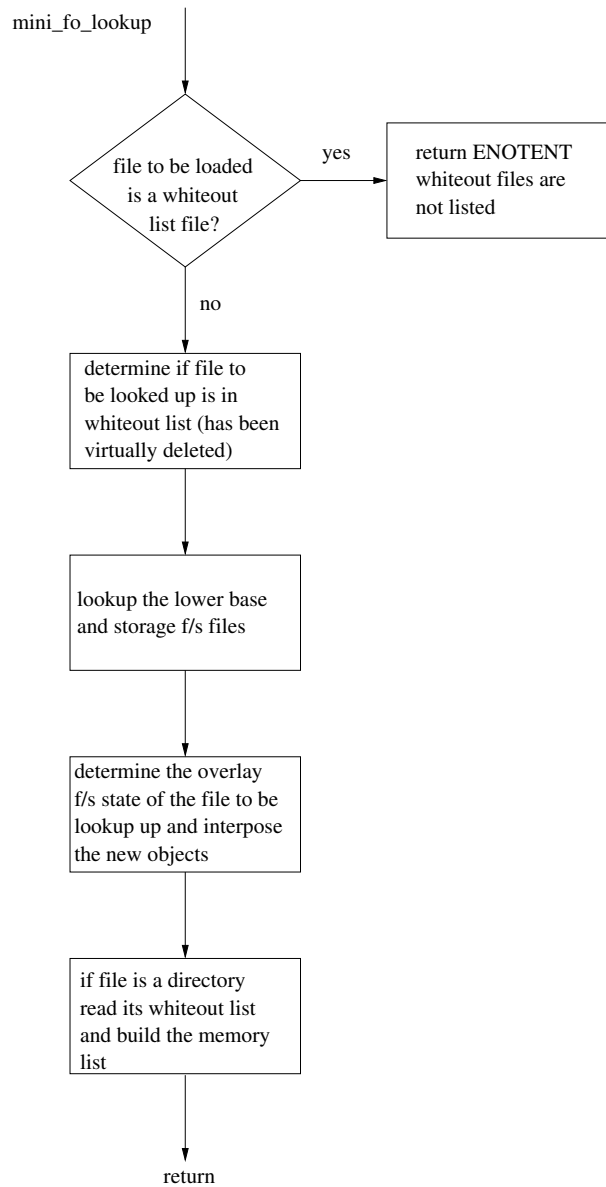 mini_fo_lookup
file to be loaded
is a whiteout
list file?
yes
return ENOTENT
whiteout files are
not listed
no
determine if file to
be looked up is in
whiteout list (has been
virtually deleted)
lookup the lower base
and storage f/s files
determine the overlay
f/s state of the file to be
lookup up and interpose
the new objects
if file is a directory
read its whiteout list
and build the memory
list
return